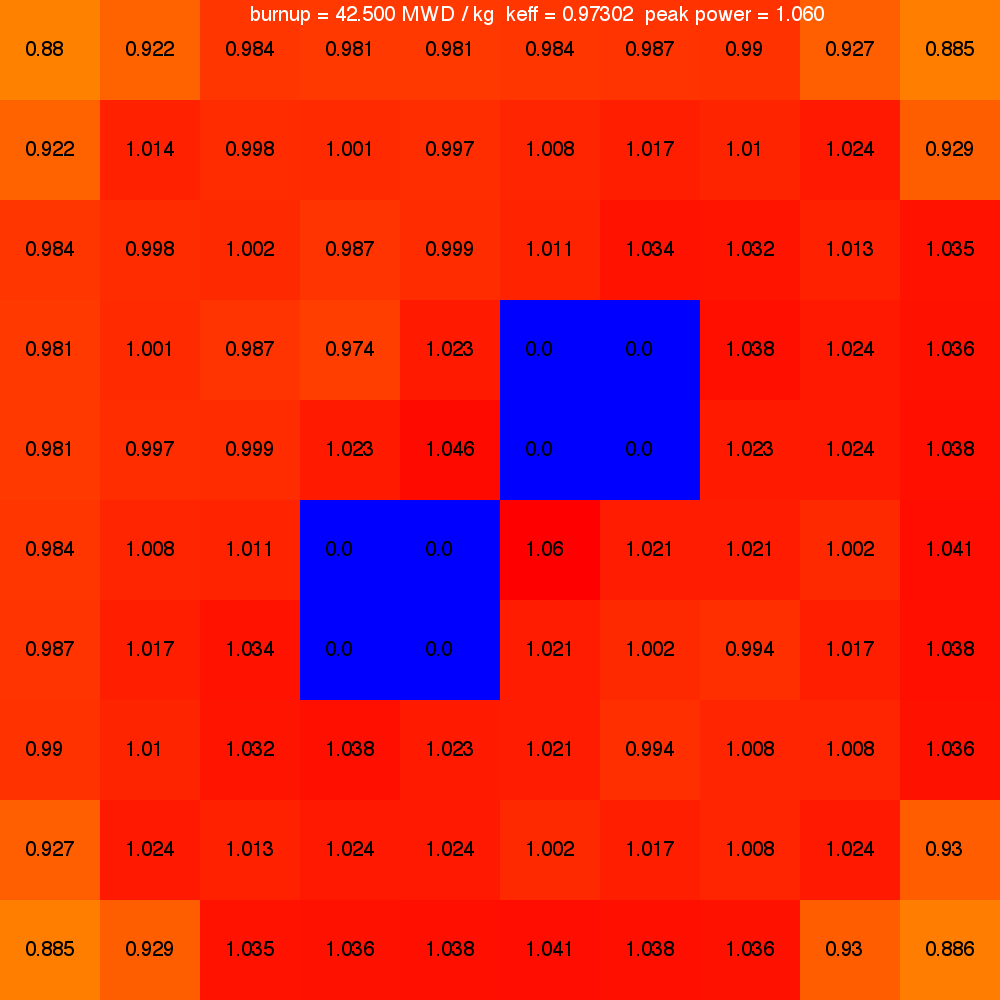 burnup = 42.500 MWD / kg keff = 0.97302 peak power = 1.060
0.88 0.922 0.984 0.981 0.981 0.984 0.987 0.99 0.927 0.885
0.922 1.014 0.998 1.001 0.997 1.008 1.017 1.01 1.024 0.929
0.984 0.998 1.002 0.987 0.999 1.011 1.034 1.032 1.013 1.035
0.981 1.001 0.987 0.974 1.023 0.0 0.0 1.038 1.024 1.036
0.981 0.997 0.999 1.023 1.046 0.0 0.0 1.023 1.024 1.038
0.984 1.008 1.011 0.0 0.0 1.06 1.021 1.021 1.002 1.041
0.987 1.017 1.034 0.0 0.0 1.021 1.002 0.994 1.017 1.038
0.99 1.01 1.032 1.038 1.023 1.021 0.994 1.008 1.008 1.036
0.927 1.024 1.013 1.024 1.024 1.002 1.017 1.008 1.024 0.93
0.885 0.929 1.035 1.036 1.038 1.041 1.038 1.036 0.93 0.886